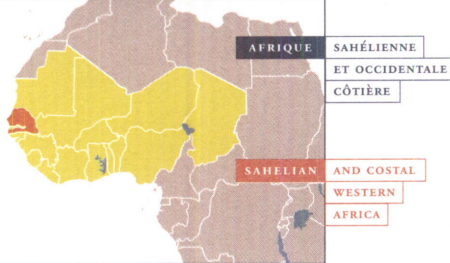 AFRIQUE SAHÉLIENNE
ET OCCIDENTALE
CÔTIÈRE
SAHELIAN AND COSTAL
WESTERN
AFRICA